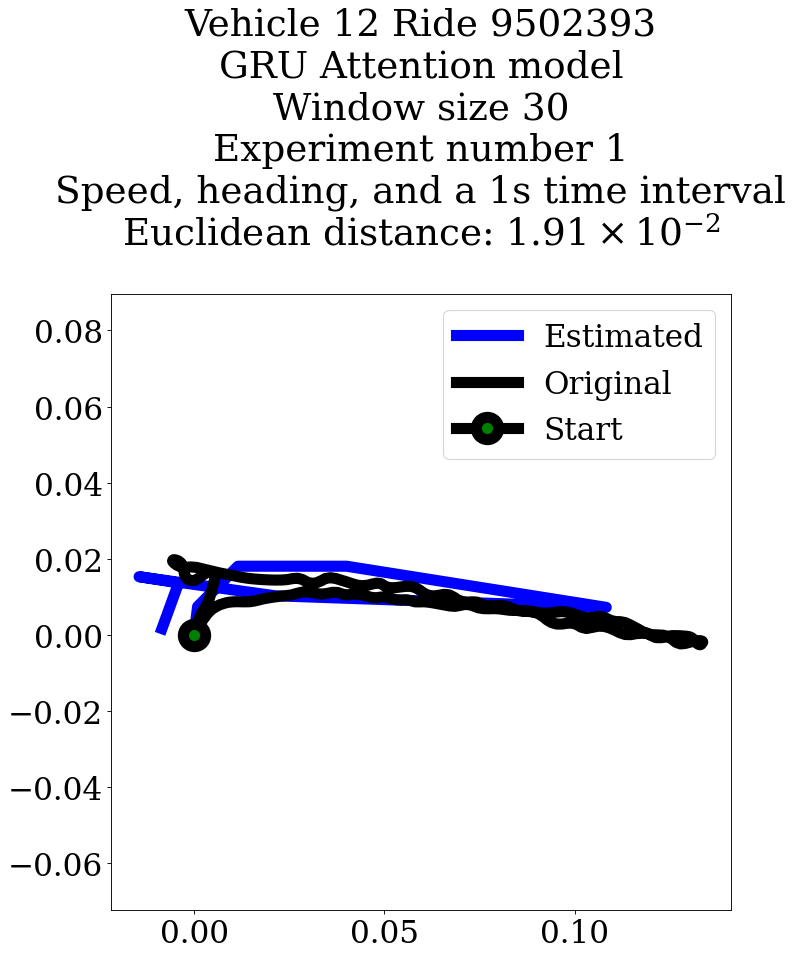 Vehicle 12 Ride 9502393
GRU Attention model
Window size 30
Experiment number 1
Speed, heading, and a 1s time interval
Euclidean distance: 1.91 × 10⁻²
Estimated
Original
Start
0.08
0.06
0.04
0.02
0.00
−0.02
−0.04
−0.06
0.00 0.05 0.10